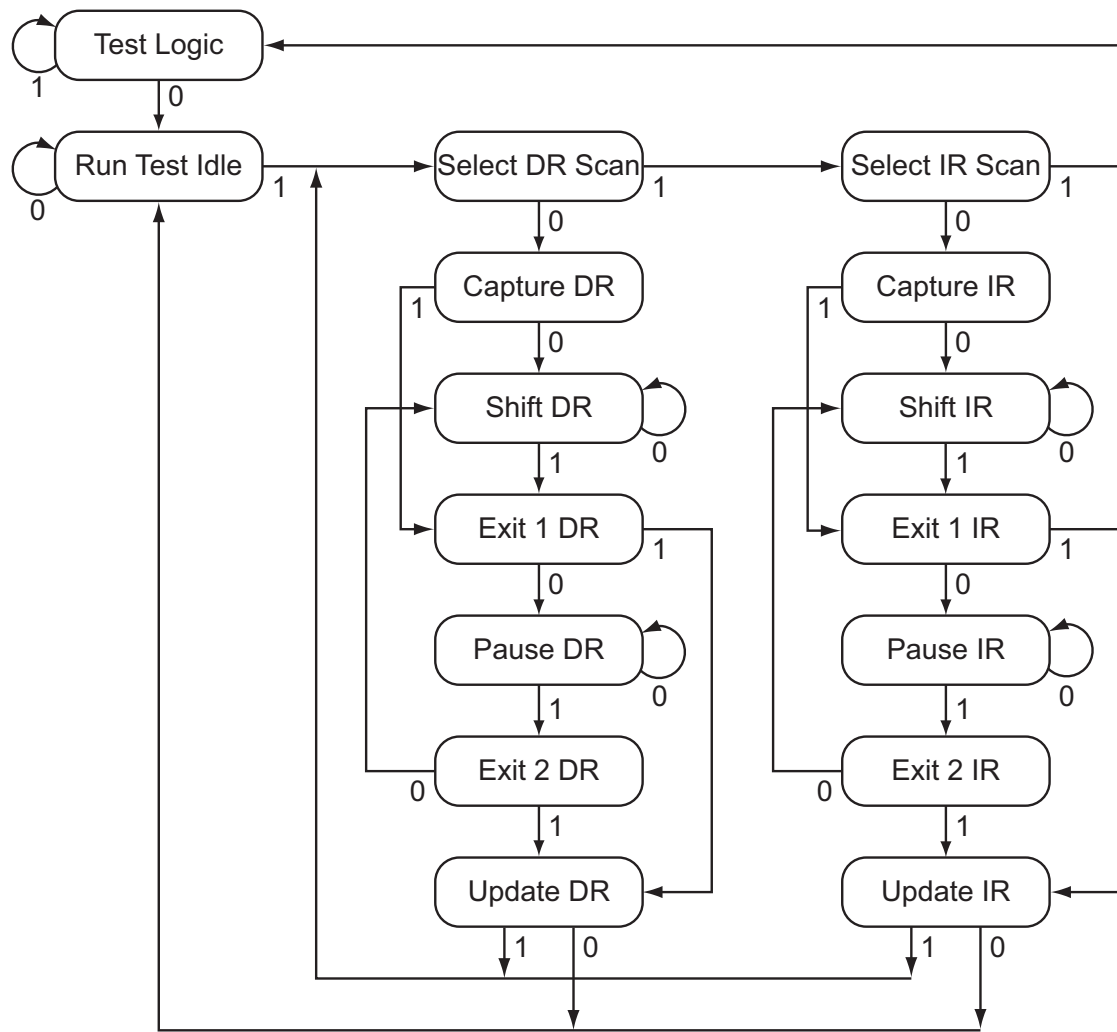 Test Logic
1
0
Run Test Idle
0
1
Select DR Scan
1
0
Select IR Scan
1
0
Capture DR
1
0
Capture IR
1
0
Shift DR
0
1
Shift IR
0
1
Exit 1 DR
1
0
Exit 1 IR
1
0
Pause DR
0
1
Pause IR
0
1
Exit 2 DR
0
1
Exit 2 IR
0
1
Update DR
1
0
Update IR
1
0